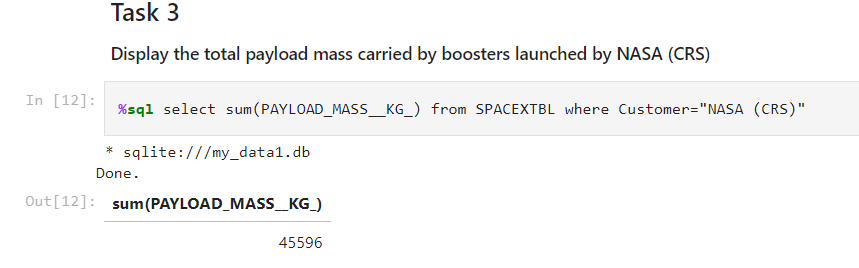 Task 3
Display the total payload mass carried by boosters launched by NASA (CRS)
In [12]:
%sql select sum(PAYLOAD_MASS__KG_) from SPACEXTBL where Customer="NASA (CRS)"
* sqlite:///my_data1.db
Done.
Out[12]:
sum(PAYLOAD_MASS__KG_)
45596